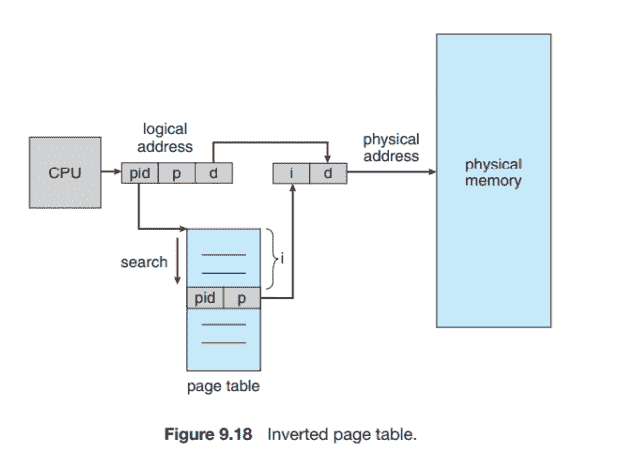 logical
address
physical
address
CPU
pid p d
i d
physical
memory
search
i
pid p
page table
Figure 9.18 Inverted page table.